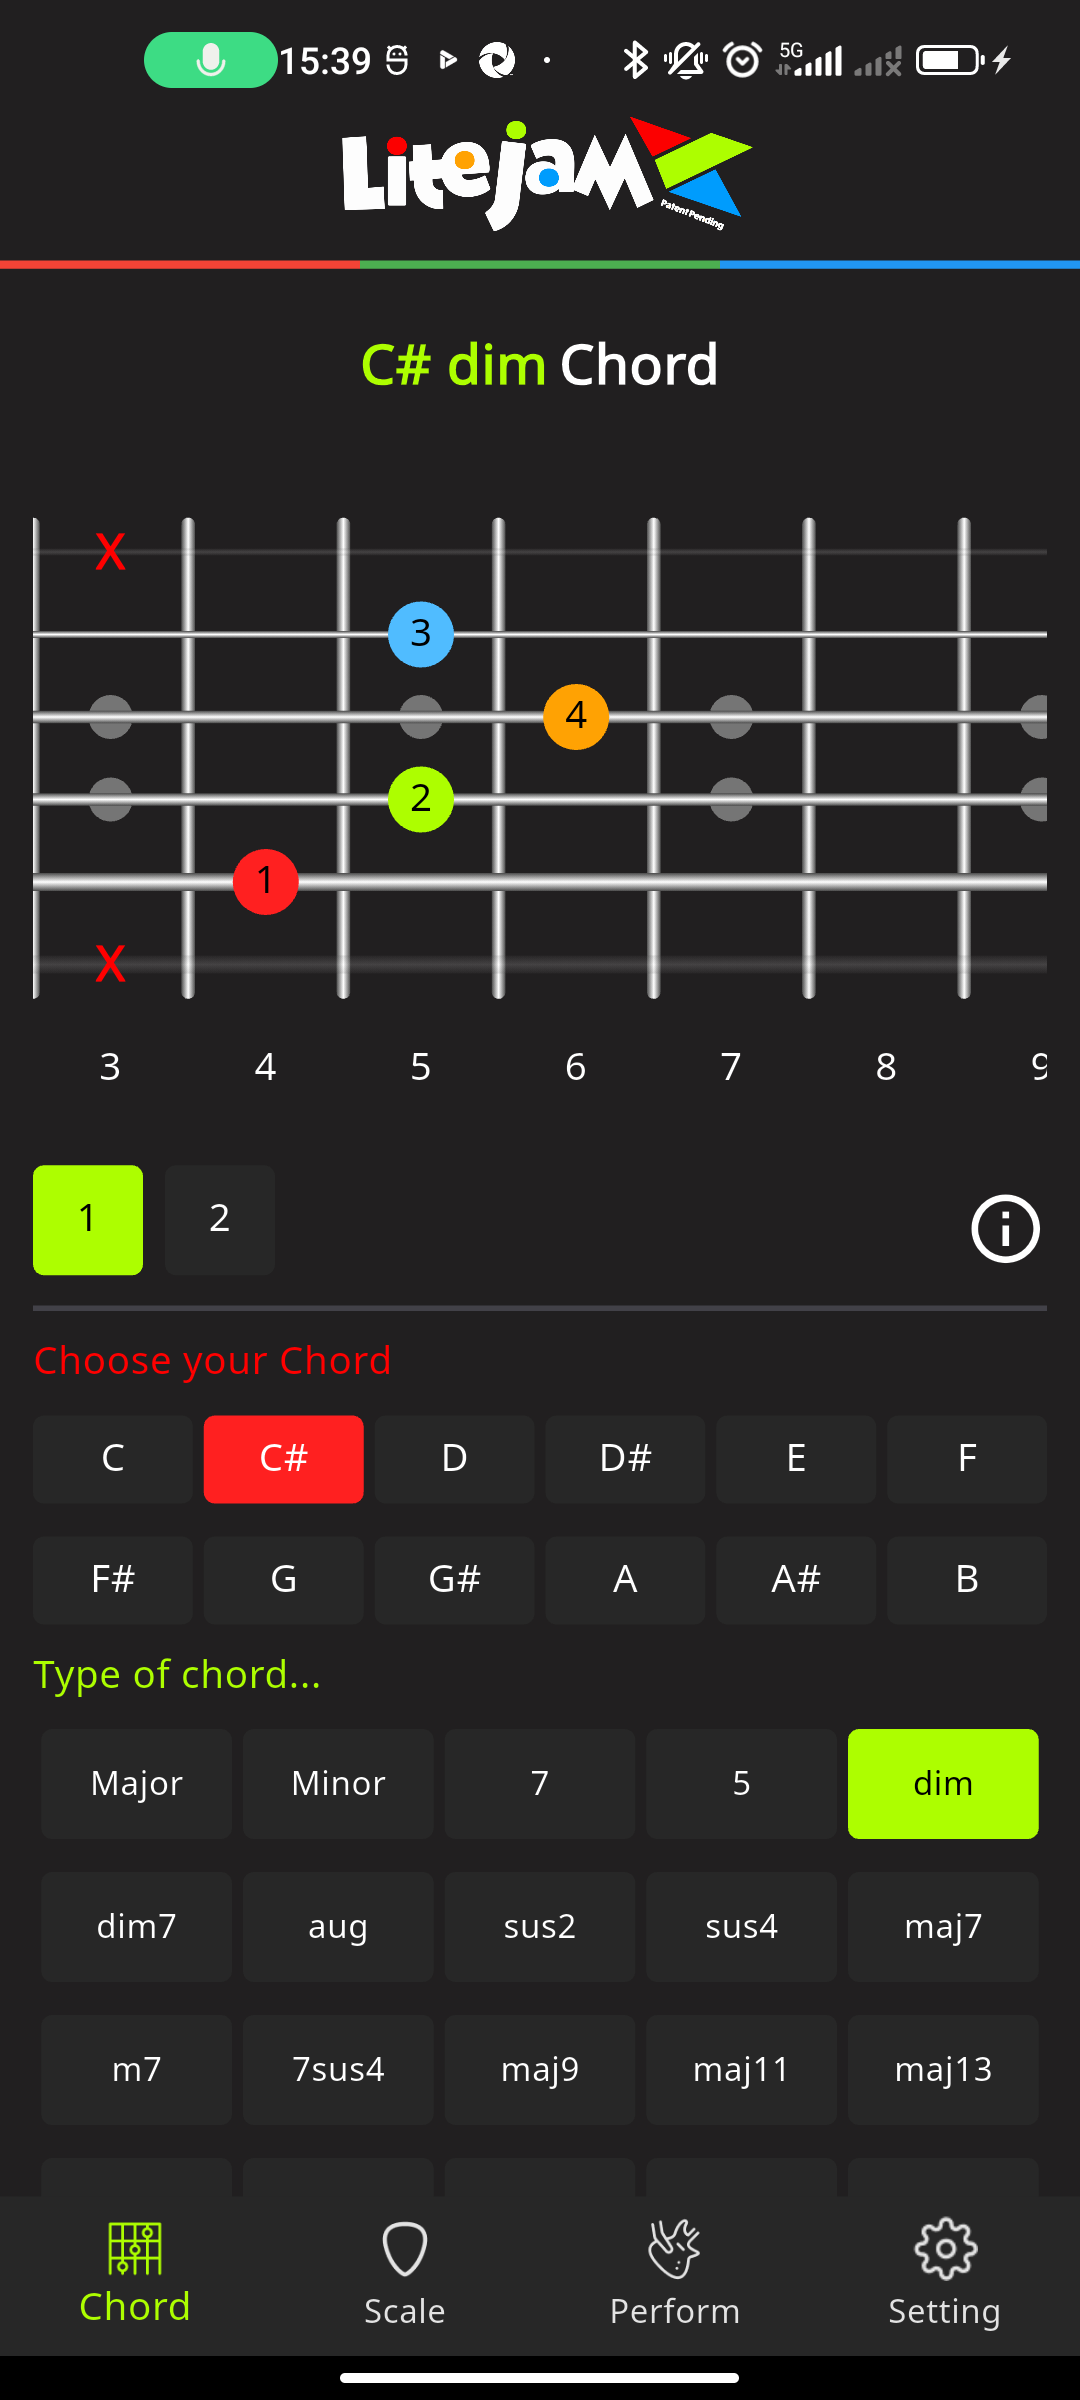 15:39 5G
LitejaM
Patent Pending
C# dim Chord
X
3
4
2
1
X
3 4 5 6 7 8 9
1 2
Choose your Chord
C C# D D# E F
F# G G# A A# B
Type of chord...
Major Minor 7 5 dim
dim7 aug sus2 sus4 maj7
m7 7sus4 maj9 maj11 maj13
Chord Scale Perform Setting